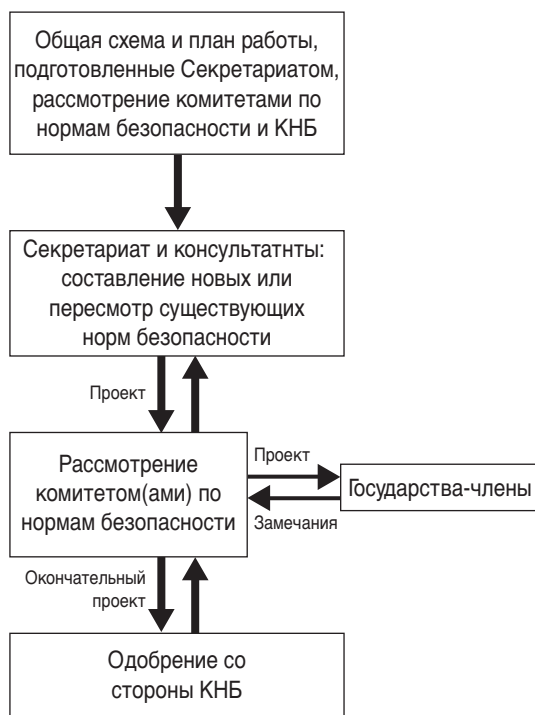 Общая схема и план работы,
подготовленные Секретариатом,
рассмотрение комитетами по
нормам безопасности и КНБ
Секретариат и консультатнты:
составление новых или
пересмотр существующих
норм безопасности
Проект
Рассмотрение
комитетом(ами) по
нормам безопасности
Проект
Государства-члены
Замечания
Окончательный
проект
Одобрение со
стороны КНБ